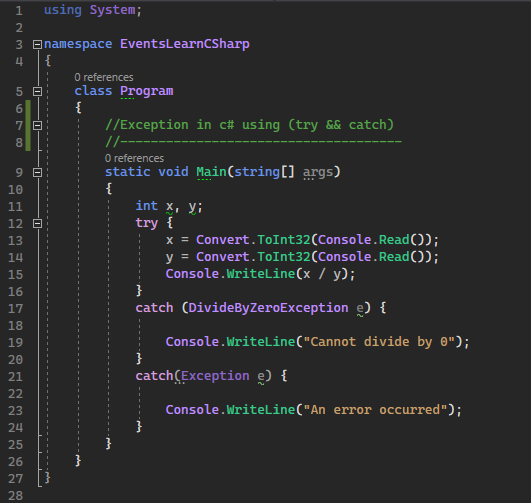 1 using System;
2
3 namespace EventsLearnCSharp
4 {
0 references
5 class Program
6 {
7 //Exception in c# using (try && catch)
8 //-------------------------------------
0 references
9 static void Main(string[] args)
10 {
11 int x, y;
12 try {
13 x = Convert.ToInt32(Console.Read());
14 y = Convert.ToInt32(Console.Read());
15 Console.WriteLine(x / y);
16 }
17 catch (DivideByZeroException e) {
18
19 Console.WriteLine("Cannot divide by 0");
20 }
21 catch(Exception e) {
22
23 Console.WriteLine("An error occurred");
24 }
25 }
26 }
27 }
28